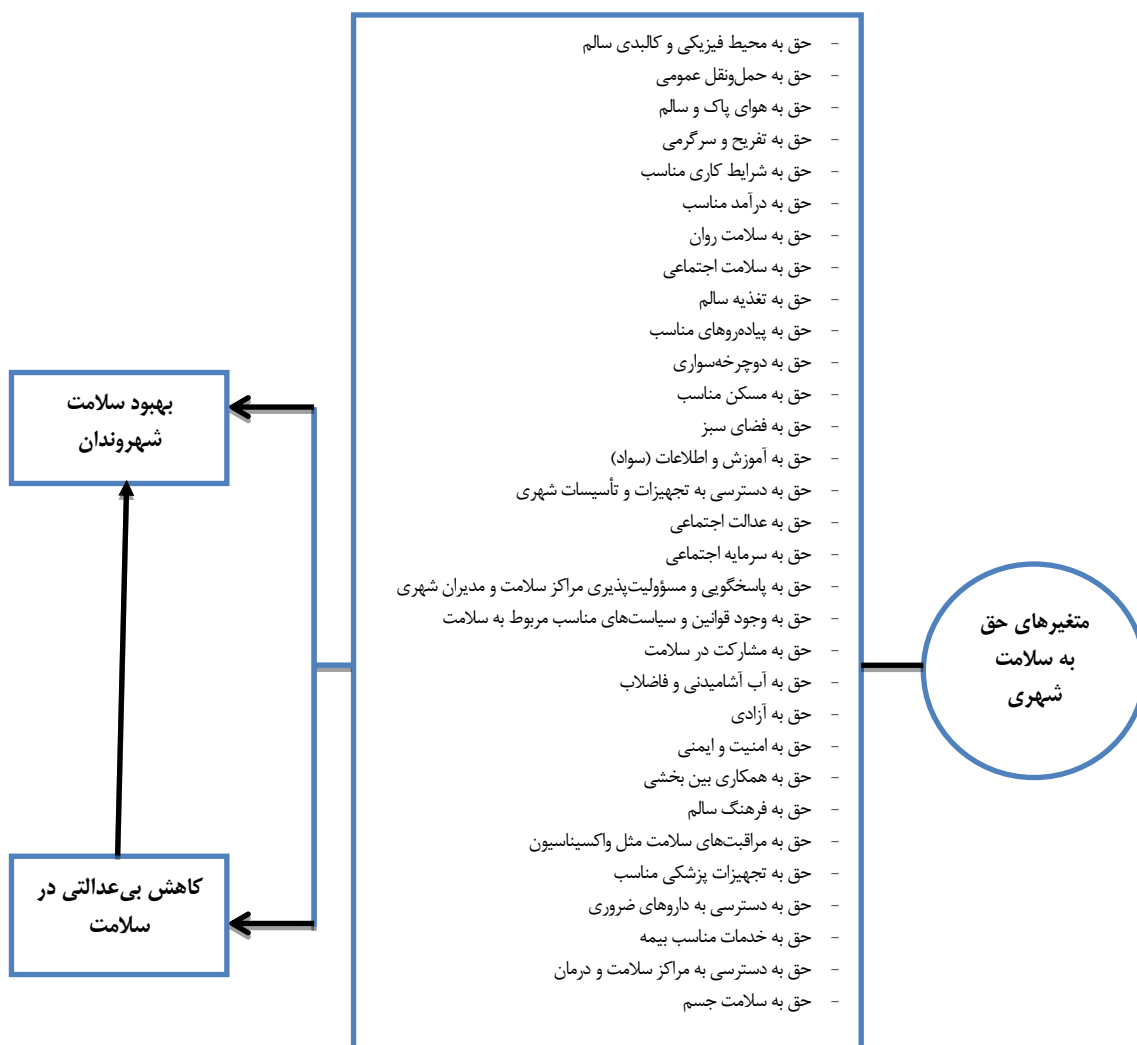 متغیرهای حق
به سلامت
شهری
- حق به محیط فیزیکی و کالبدی سالم
- حق به حمل‌ونقل عمومی
- حق به هوای پاک و سالم
- حق به تفریح و سرگرمی
- حق به شرایط کاری مناسب
- حق به درآمد مناسب
- حق به سلامت روان
- حق به سلامت اجتماعی
- حق به تغذیه سالم
- حق به پیاده‌روهای مناسب
- حق به دوچرخه‌سواری
- حق به مسکن مناسب
- حق به فضای سبز
- حق به آموزش و اطلاعات (سواد)
- حق به دسترسی به تجهیزات و تأسیسات شهری
- حق به عدالت اجتماعی
- حق به سرمایه اجتماعی
- حق به پاسخگویی و مسؤولیت‌پذیری مراکز سلامت و مدیران شهری
- حق به وجود قوانین و سیاست‌های مناسب مربوط به سلامت
- حق به مشارکت در سلامت
- حق به آب آشامیدنی و فاضلاب
- حق به آزادی
- حق به امنیت و ایمنی
- حق به همکاری بین بخشی
- حق به فرهنگ سالم
- حق به مراقبت‌های سلامت مثل واکسیناسیون
- حق به تجهیزات پزشکی مناسب
- حق به دسترسی به داروهای ضروری
- حق به خدمات مناسب بیمه
- حق به دسترسی به مراکز سلامت و درمان
- حق به سلامت جسم
بهبود سلامت
شهروندان
کاهش بی‌عدالتی در
سلامت